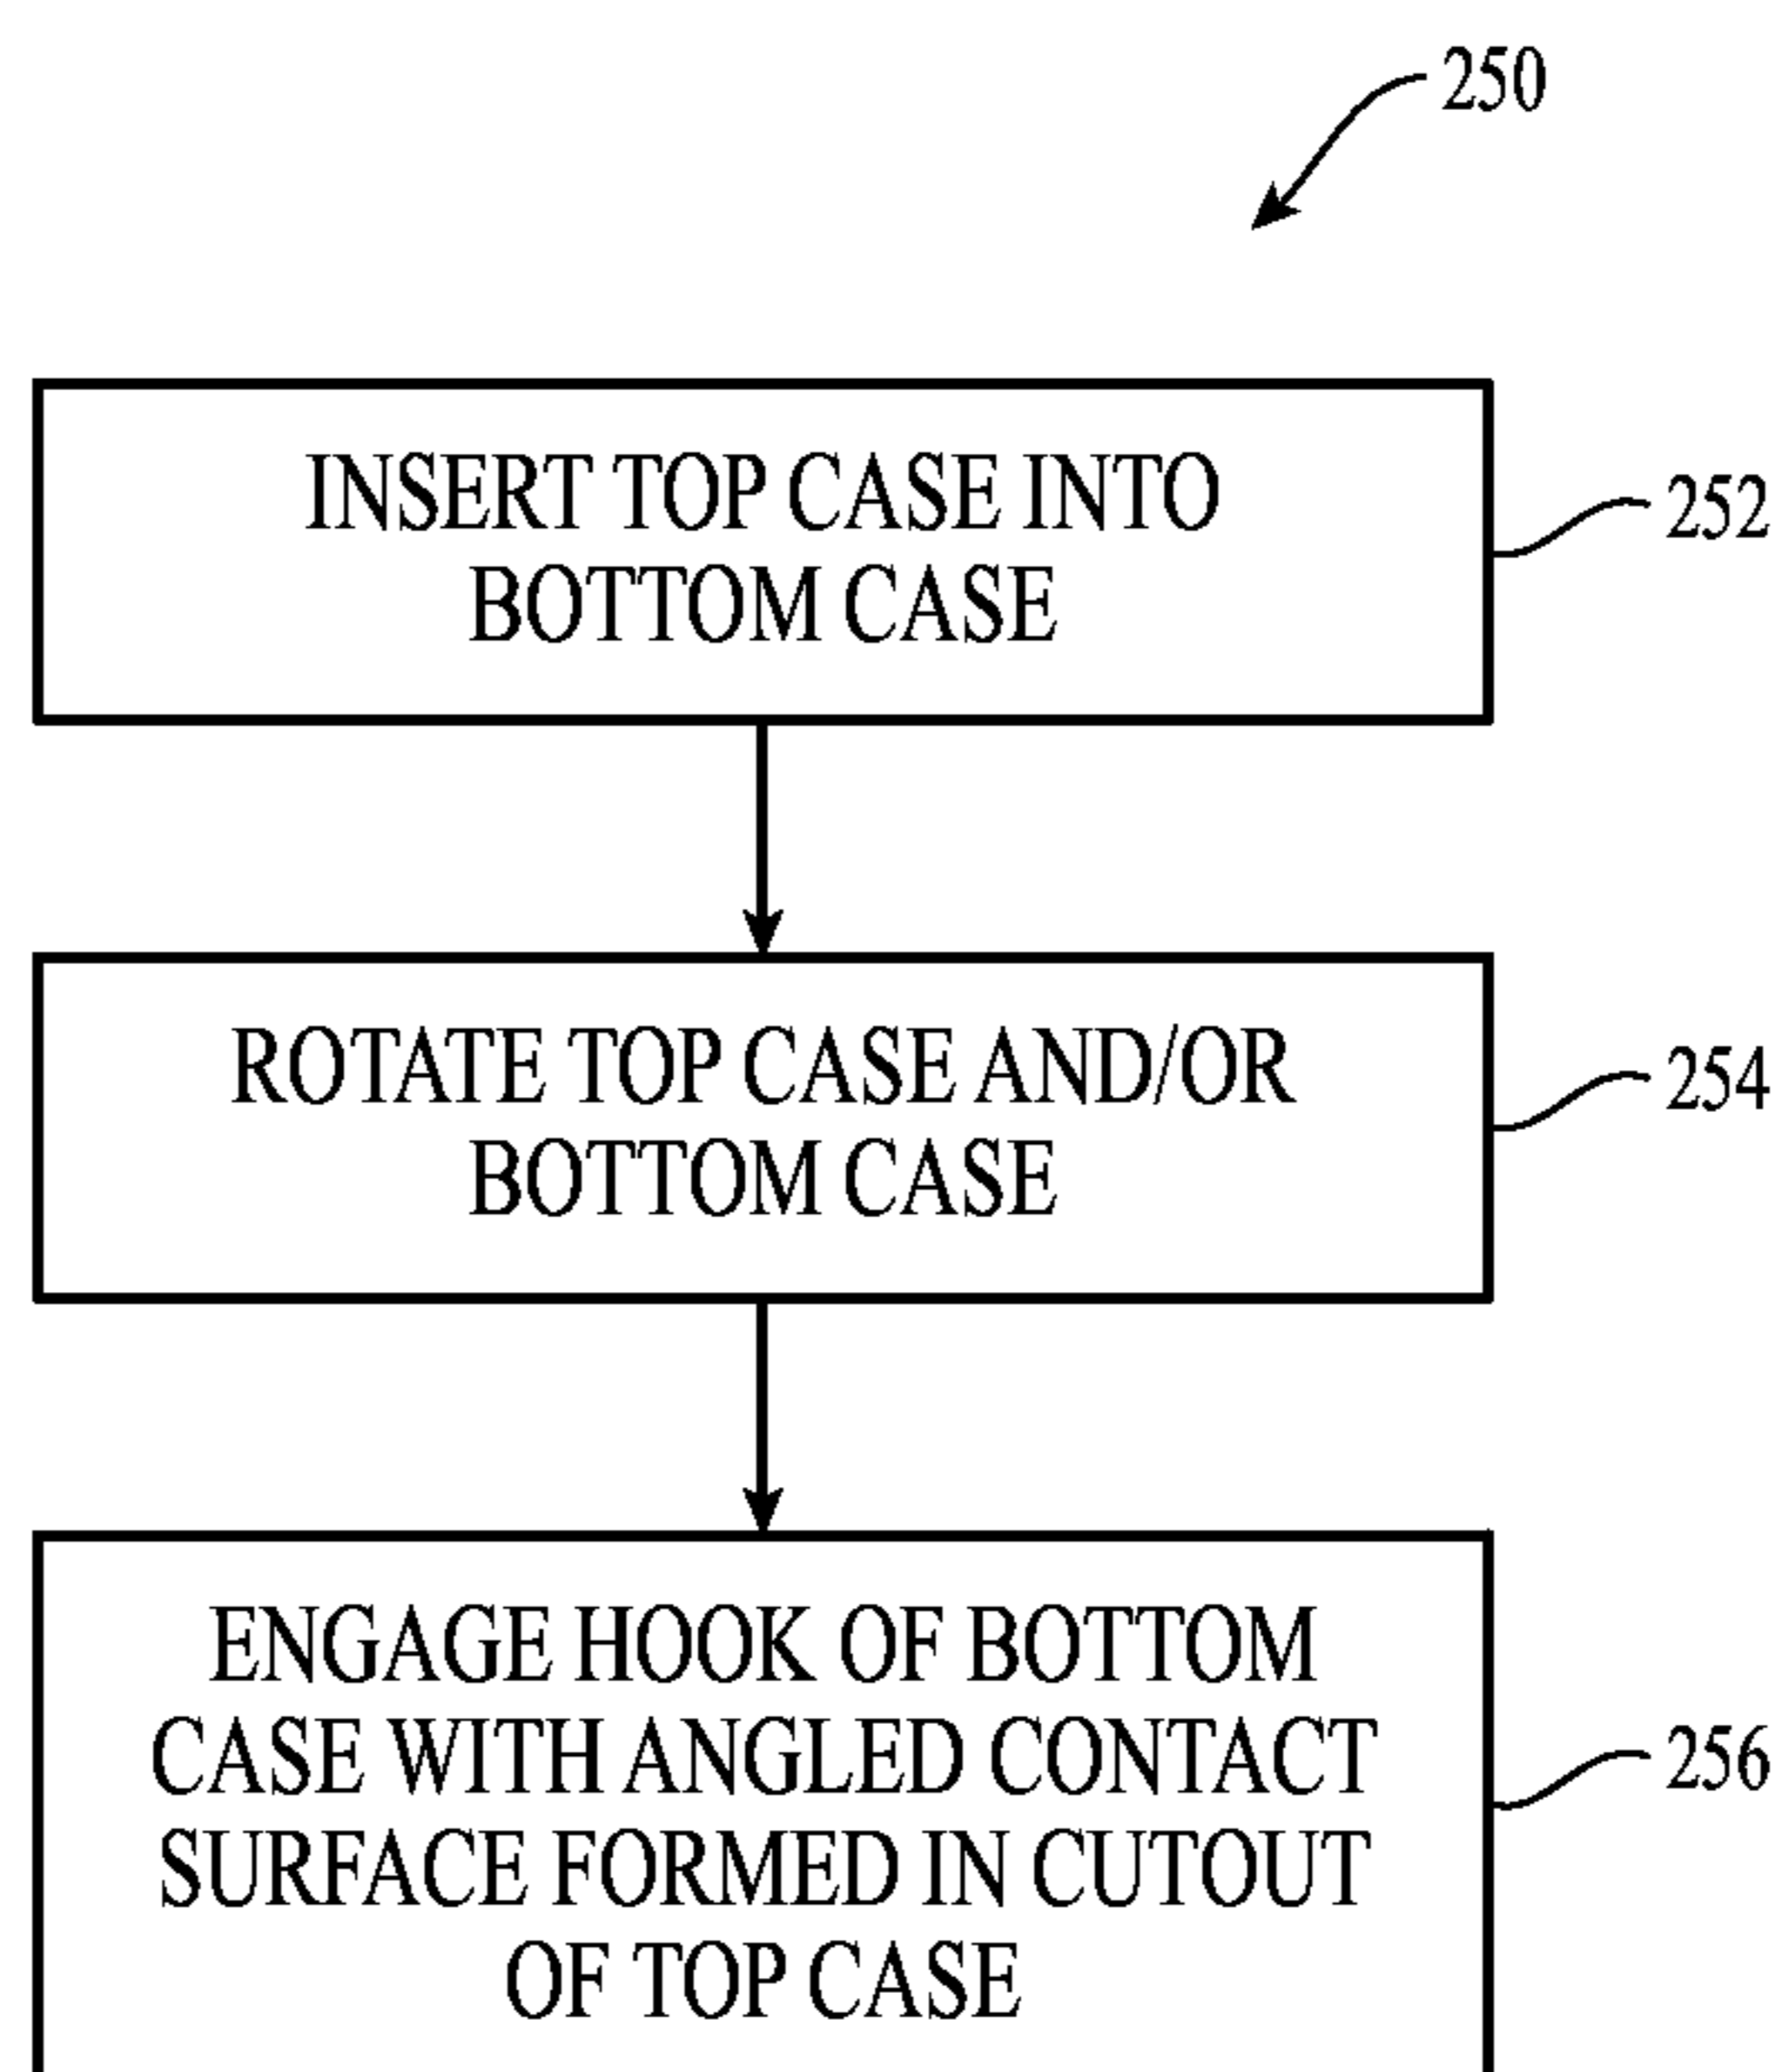 250
INSERT TOP CASE INTO
BOTTOM CASE
252
ROTATE TOP CASE AND/OR
BOTTOM CASE
254
ENGAGE HOOK OF BOTTOM
CASE WITH ANGLED CONTACT
SURFACE FORMED IN CUTOUT
OF TOP CASE
256